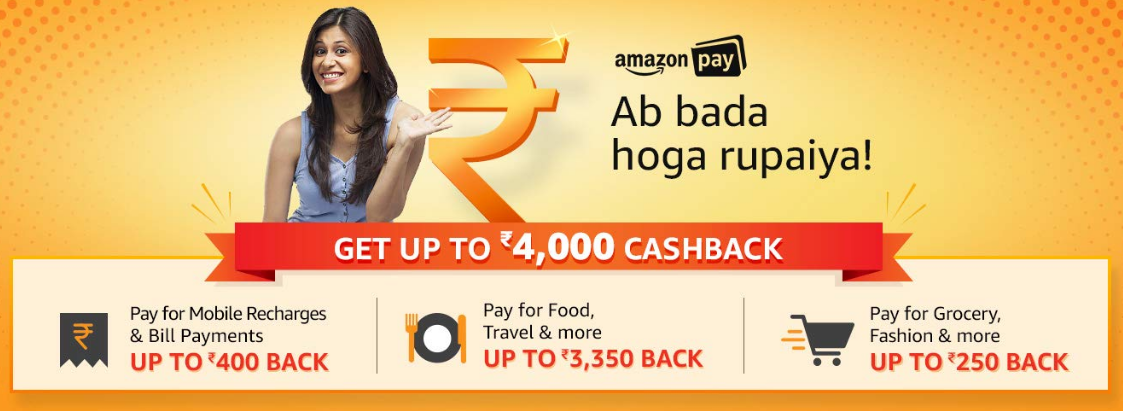 amazon pay
Ab bada
hoga rupaiya!
GET UP TO ₹4,000 CASHBACK
Pay for Mobile Recharges
& Bill Payments
UP TO ₹400 BACK
Pay for Food,
Travel & more
UP TO ₹3,350 BACK
Pay for Grocery,
Fashion & more
UP TO ₹250 BACK